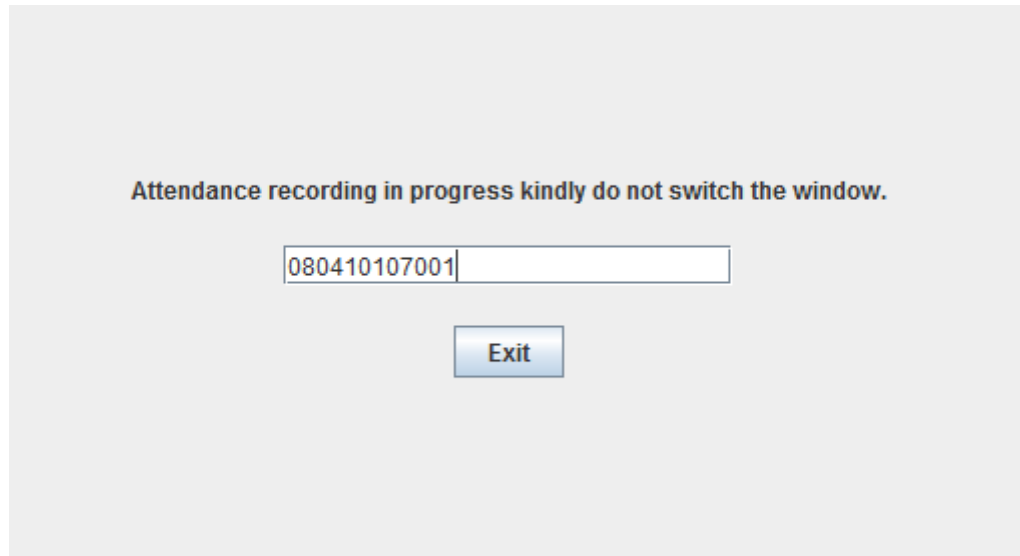 Attendance recording in progress kindly do not switch the window.
080410107001
Exit